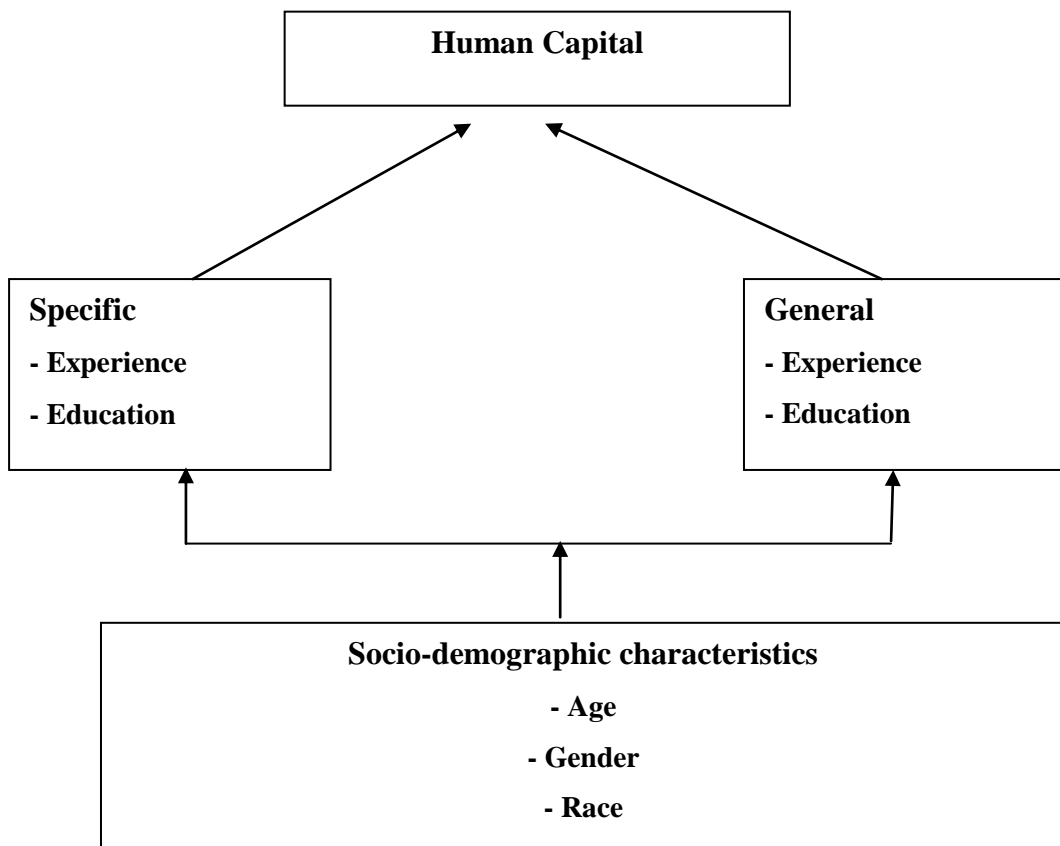 Human Capital
Specific
- Experience
- Education
General
- Experience
- Education
Socio-demographic characteristics
- Age
- Gender
- Race